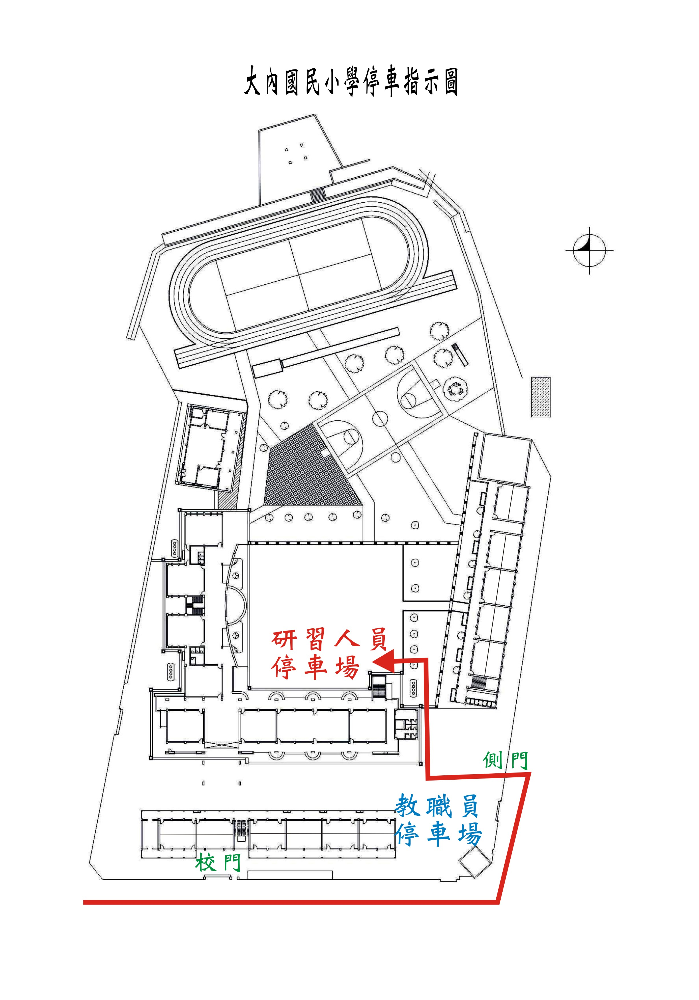 大內國民小學停車指示圖
研習人員
停車場
側門
教職員
停車場
校門